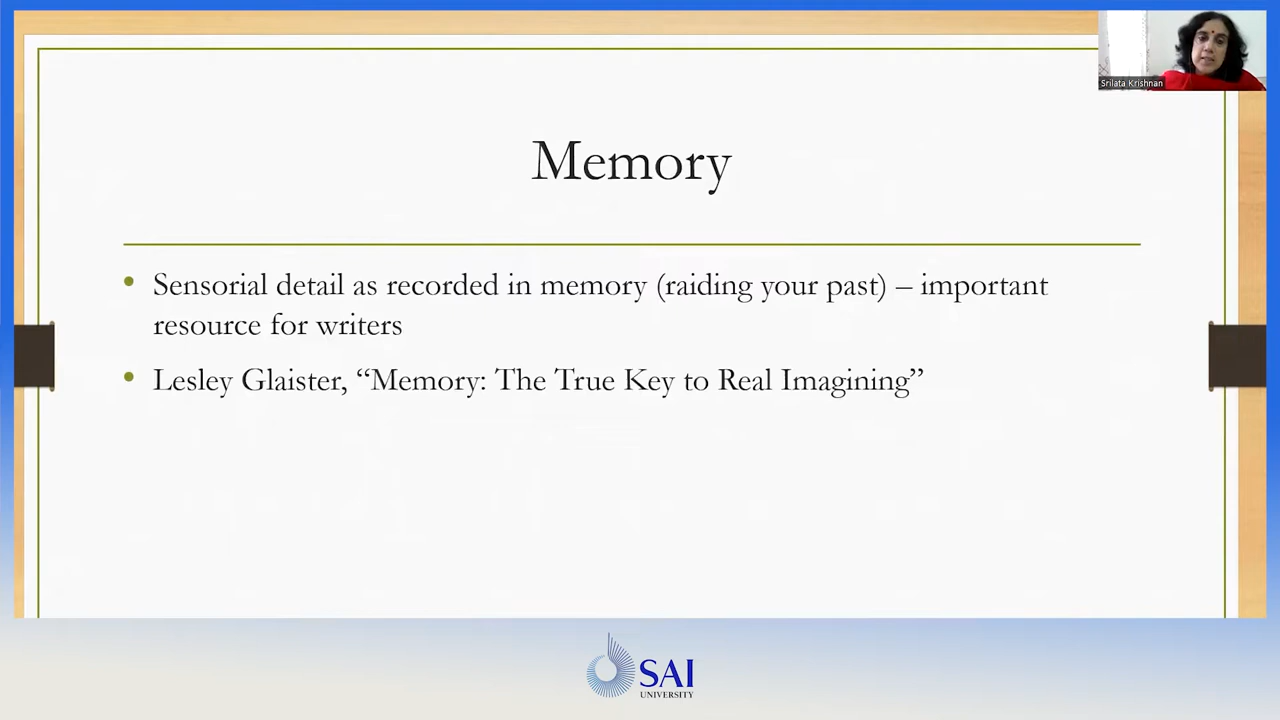 Srilata Krishnan
Memory
• Sensorial detail as recorded in memory (raiding your past) – important
resource for writers
• Lesley Glaister, “Memory: The True Key to Real Imagining”
SAI
UNIVERSITY